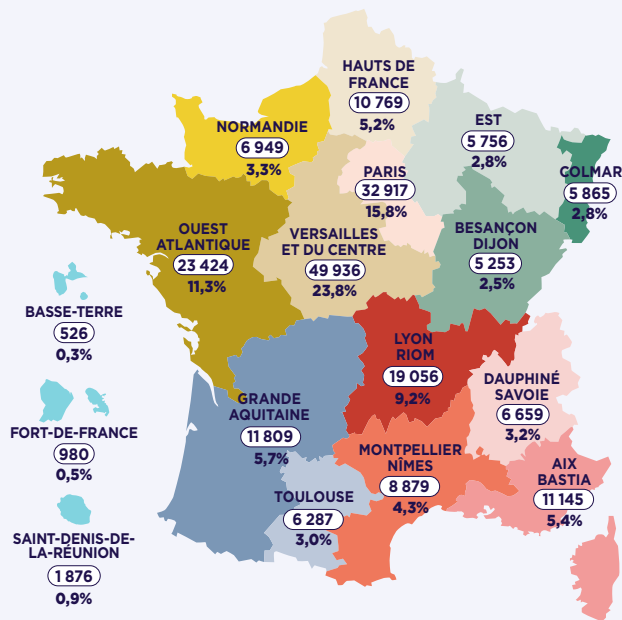 HAUTS DE
FRANCE
10 769
5,2%
NORMANDIE
6 949
3,3%
EST
5 756
2,8%
PARIS
32 917
15,8%
COLMAR
5 865
2,8%
OUEST
ATLANTIQUE
23 424
11,3%
VERSAILLES
ET DU CENTRE
49 936
23,8%
BESANÇON
DIJON
5 253
2,5%
BASSE-TERRE
526
0,3%
LYON
RIOM
19 056
9,2%
DAUPHINÉ
SAVOIE
6 659
3,2%
GRANDE
AQUITAINE
11 809
5,7%
FORT-DE-FRANCE
980
0,5%
MONTPELLIER
NÎMES
8 879
4,3%
AIX
BASTIA
11 145
5,4%
TOULOUSE
6 287
3,0%
SAINT-DENIS-DE-
LA-RÉUNION
1 876
0,9%